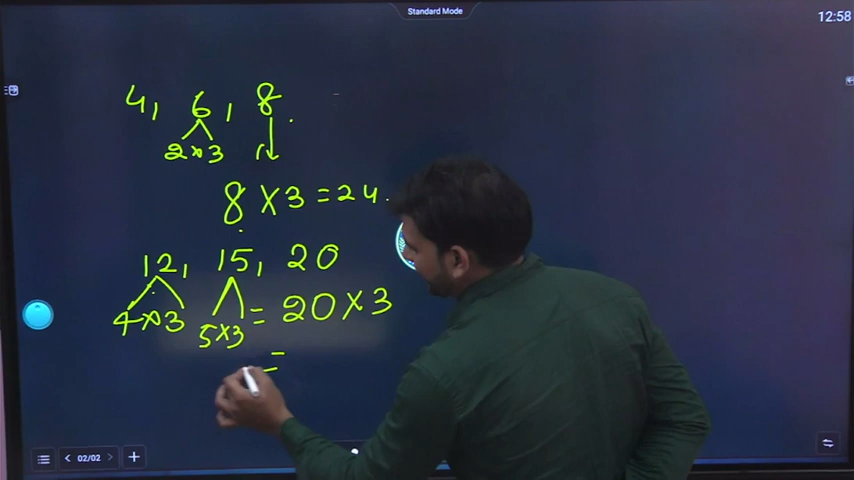 Standard Mode
12:58
4, 6, 8.
2×3
8 × 3 = 24.
12, 15, 20
4×3 5×3 = 20 × 3
=
02/02